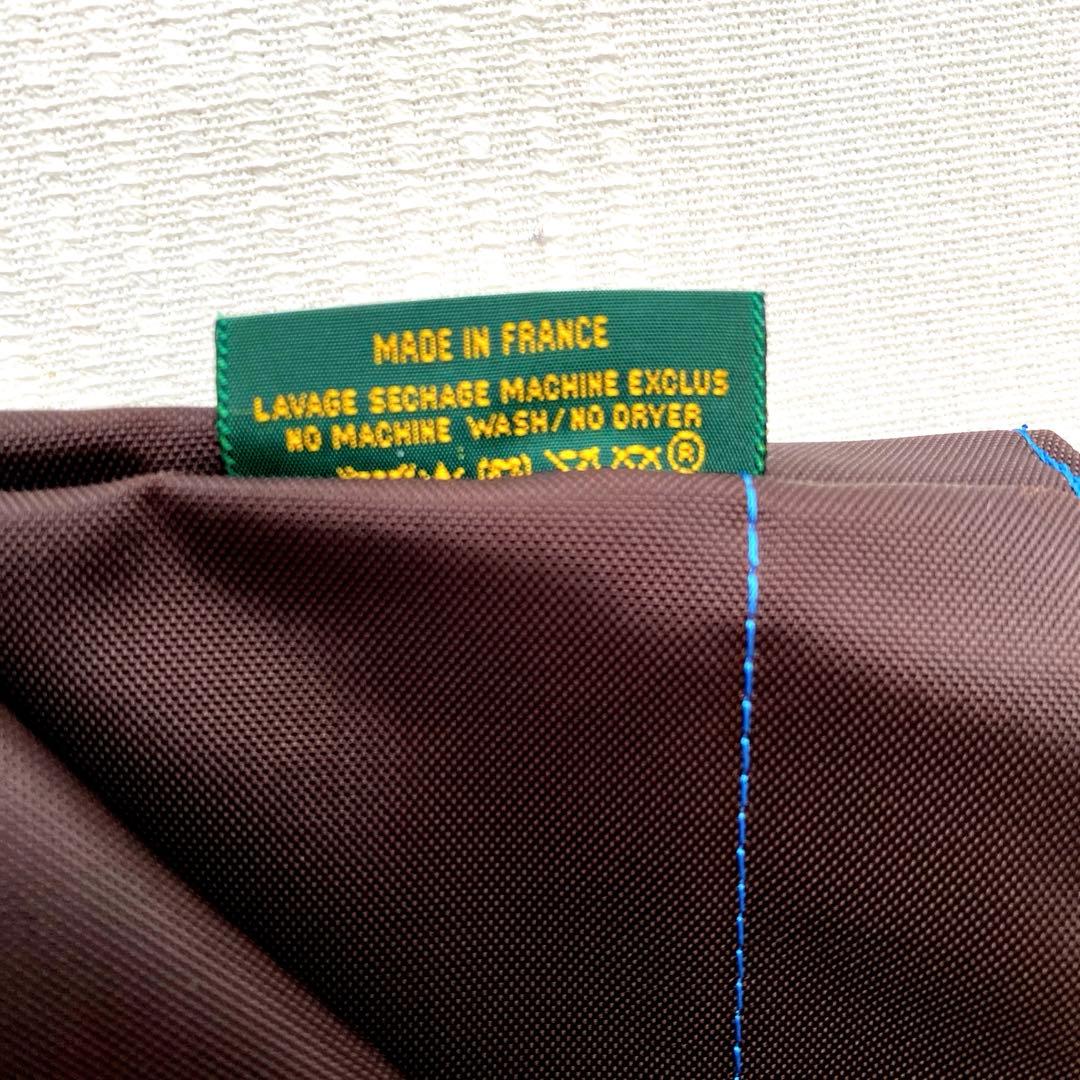 MADE IN FRANCE
LAVAGE SECHAGE MACHINE EXCLUS
NO MACHINE WASH/NO DRYER
®